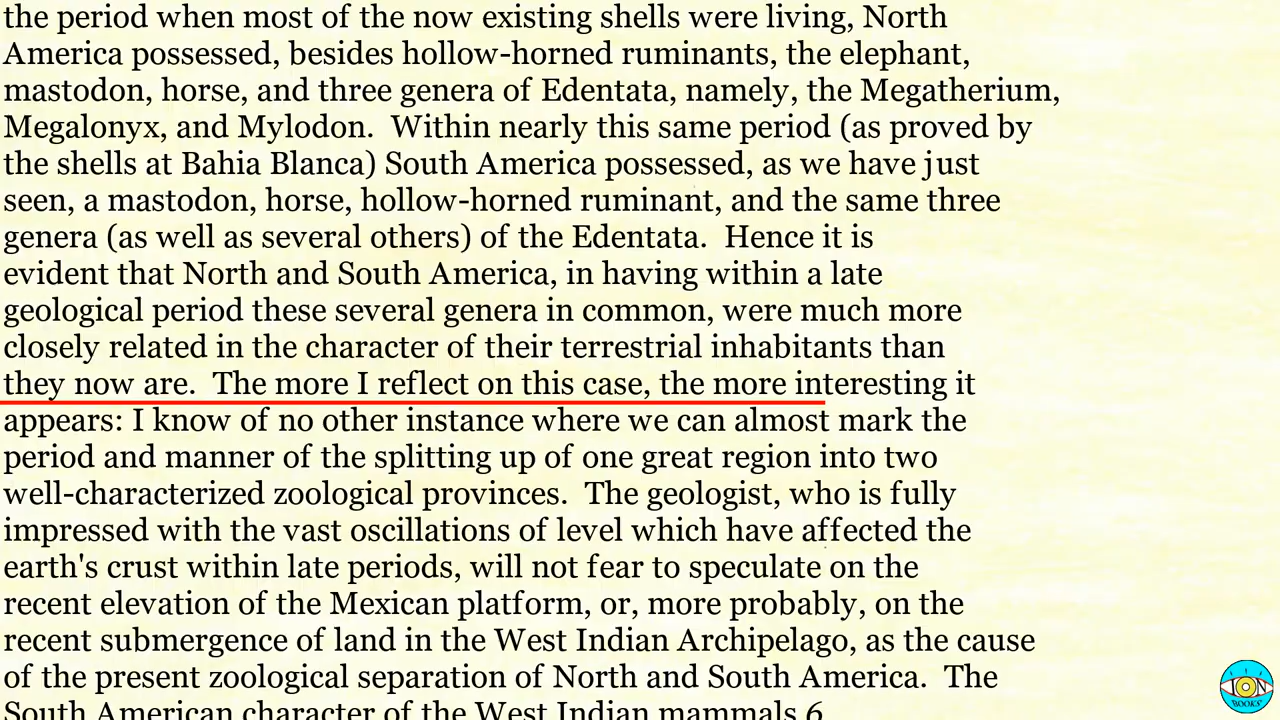 the period when most of the now existing shells were living, North
America possessed, besides hollow-horned ruminants, the elephant,
mastodon, horse, and three genera of Edentata, namely, the Megatherium,
Megalonyx, and Mylodon.  Within nearly this same period (as proved by
the shells at Bahia Blanca) South America possessed, as we have just
seen, a mastodon, horse, hollow-horned ruminant, and the same three
genera (as well as several others) of the Edentata.  Hence it is
evident that North and South America, in having within a late
geological period these several genera in common, were much more
closely related in the character of their terrestrial inhabitants than
they now are.  The more I reflect on this case, the more interesting it
appears: I know of no other instance where we can almost mark the
period and manner of the splitting up of one great region into two
well-characterized zoological provinces.  The geologist, who is fully
impressed with the vast oscillations of level which have affected the
earth's crust within late periods, will not fear to speculate on the
recent elevation of the Mexican platform, or, more probably, on the
recent submergence of land in the West Indian Archipelago, as the cause
of the present zoological separation of North and South America.  The
South American character of the West Indian mammals 6
ION
BOOKS